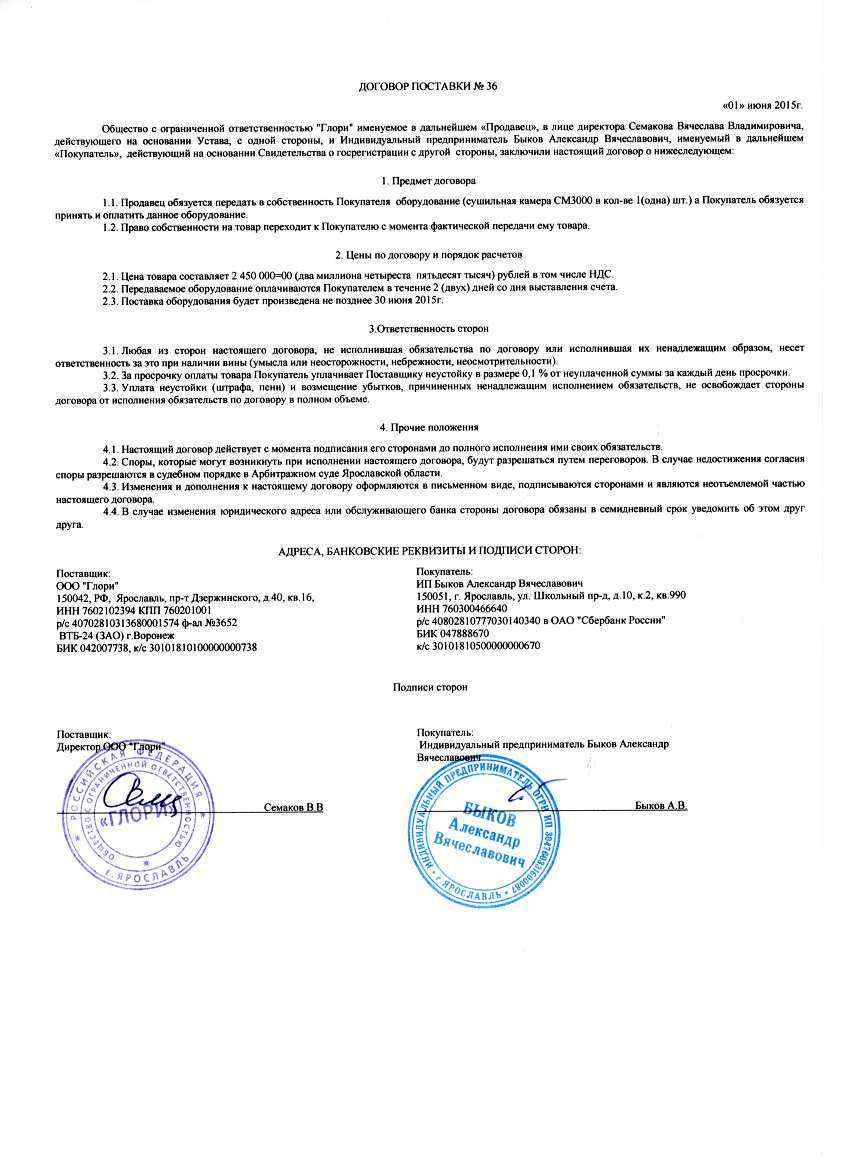 ДОГОВОР ПОСТАВКИ № 36
«01» июня 2015г.
Общество с ограниченной ответственностью "Глори" именуемое в дальнейшем «Продавец», в лице директора Семакова Вячеслава Владимировича,
действующего на основании Устава, с одной стороны, и Индивидуальный предприниматель Быков Александр Вячеславович, именуемый в дальнейшем
«Покупатель», действующий на основании Свидетельства о госрегистрации с другой стороны, заключили настоящий договор о нижеследующем:
1. Предмет договора
1.1. Продавец обязуется передать в собственность Покупателя оборудование (сушильная камера СМ3000 в кол-ве 1(одна) шт.) а Покупатель обязуется
принять и оплатить данное оборудование.
1.2. Право собственности на товар переходит к Покупателю с момента фактической передачи ему товара.
2. Цены по договору и порядок расчетов
2.1. Цена товара составляет 2 450 000=00 (два миллиона четыреста пятьдесят тысяч) рублей в том числе НДС.
2.2. Передаваемое оборудование оплачиваются Покупателем в течение 2 (двух) дней со дня выставления счета.
2.3. Поставка оборудования будет произведена не позднее 30 июня 2015г.
3.Ответственность сторон
3.1. Любая из сторон настоящего договора, не исполнившая обязательства по договору или исполнившая их ненадлежащим образом, несет
ответственность за это при наличии вины (умысла или неосторожности, небрежности, неосмотрительности).
3.2. За просрочку оплаты товара Покупатель уплачивает Поставщику неустойку в размере 0,1 % от неуплаченной суммы за каждый день просрочки.
3.3. Уплата неустойки (штрафа, пени) и возмещение убытков, причиненных ненадлежащим исполнением обязательств, не освобождает стороны
договора от исполнения обязательств по договору в полном объеме.
4. Прочие положения
4.1. Настоящий договор действует с момента подписания его сторонами до полного исполнения ими своих обязательств.
4.2. Споры, которые могут возникнуть при исполнении настоящего договора, будут разрешаться путем переговоров. В случае недостижения согласия
споры разрешаются в судебном порядке в Арбитражном суде Ярославской области.
4.3. Изменения и дополнения к настоящему договору оформляются в письменном виде, подписываются сторонами и являются неотъемлемой частью
настоящего договора.
4.4. В случае изменения юридического адреса или обслуживающего банка стороны договора обязаны в семидневный срок уведомить об этом друг
друга.
АДРЕСА, БАНКОВСКИЕ РЕКВИЗИТЫ И ПОДПИСИ СТОРОН:
Поставщик:
ООО "Глори"
150042, РФ, Ярославль, пр-т Дзержинского, д.40, кв.16,
ИНН 7602102394 КПП 760201001
р/с 40702810313680001574 ф-ал №3652
ВТБ-24 (ЗАО) г.Воронеж
БИК 042007738, к/с 30101810100000000738
Покупатель:
ИП Быков Александр Вячеславович
150051, г. Ярославль, ул. Школьный пр-д, д.10, к.2, кв.990
ИНН 760300466640
р/с 40802810777030140340 в ОАО "Сбербанк России"
БИК 047888670
к/с 30101810500000000670
Подписи сторон
Поставщик:
Директор ООО "Глори"
Семаков В.В
РОССИЙСКАЯ ФЕДЕРАЦИЯ
ОБЩЕСТВО С ОГРАНИЧЕННОЙ ОТВЕТСТВЕННОСТЬЮ
«ГЛОРИ»
г. ЯРОСЛАВЛЬ
Покупатель:
Индивидуальный предприниматель Быков Александр
Вячеславович
Быков А.В.
ИНДИВИДУАЛЬНЫЙ ПРЕДПРИНИМАТЕЛЬ ОГРН ИП
БЫКОВ
Александр
Вячеславович
г. ЯРОСЛАВЛЬ